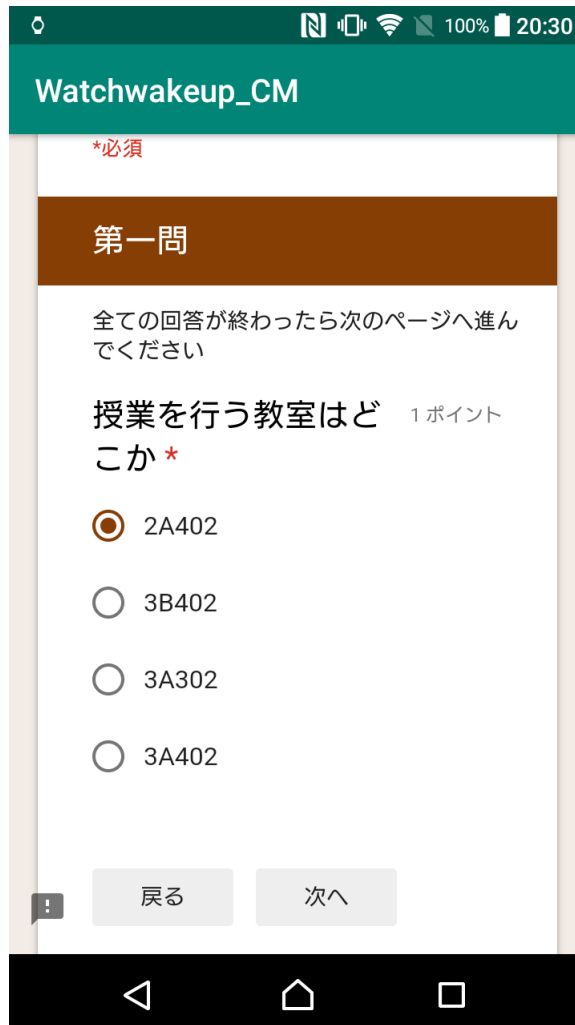 100% 20:30
Watchwakeup_CM
*必須
第一問
全ての回答が終わったら次のページへ進ん
でください
授業を行う教室はど 1 ポイント
こか *
2A402
3B402
3A302
3A402
戻る 次へ